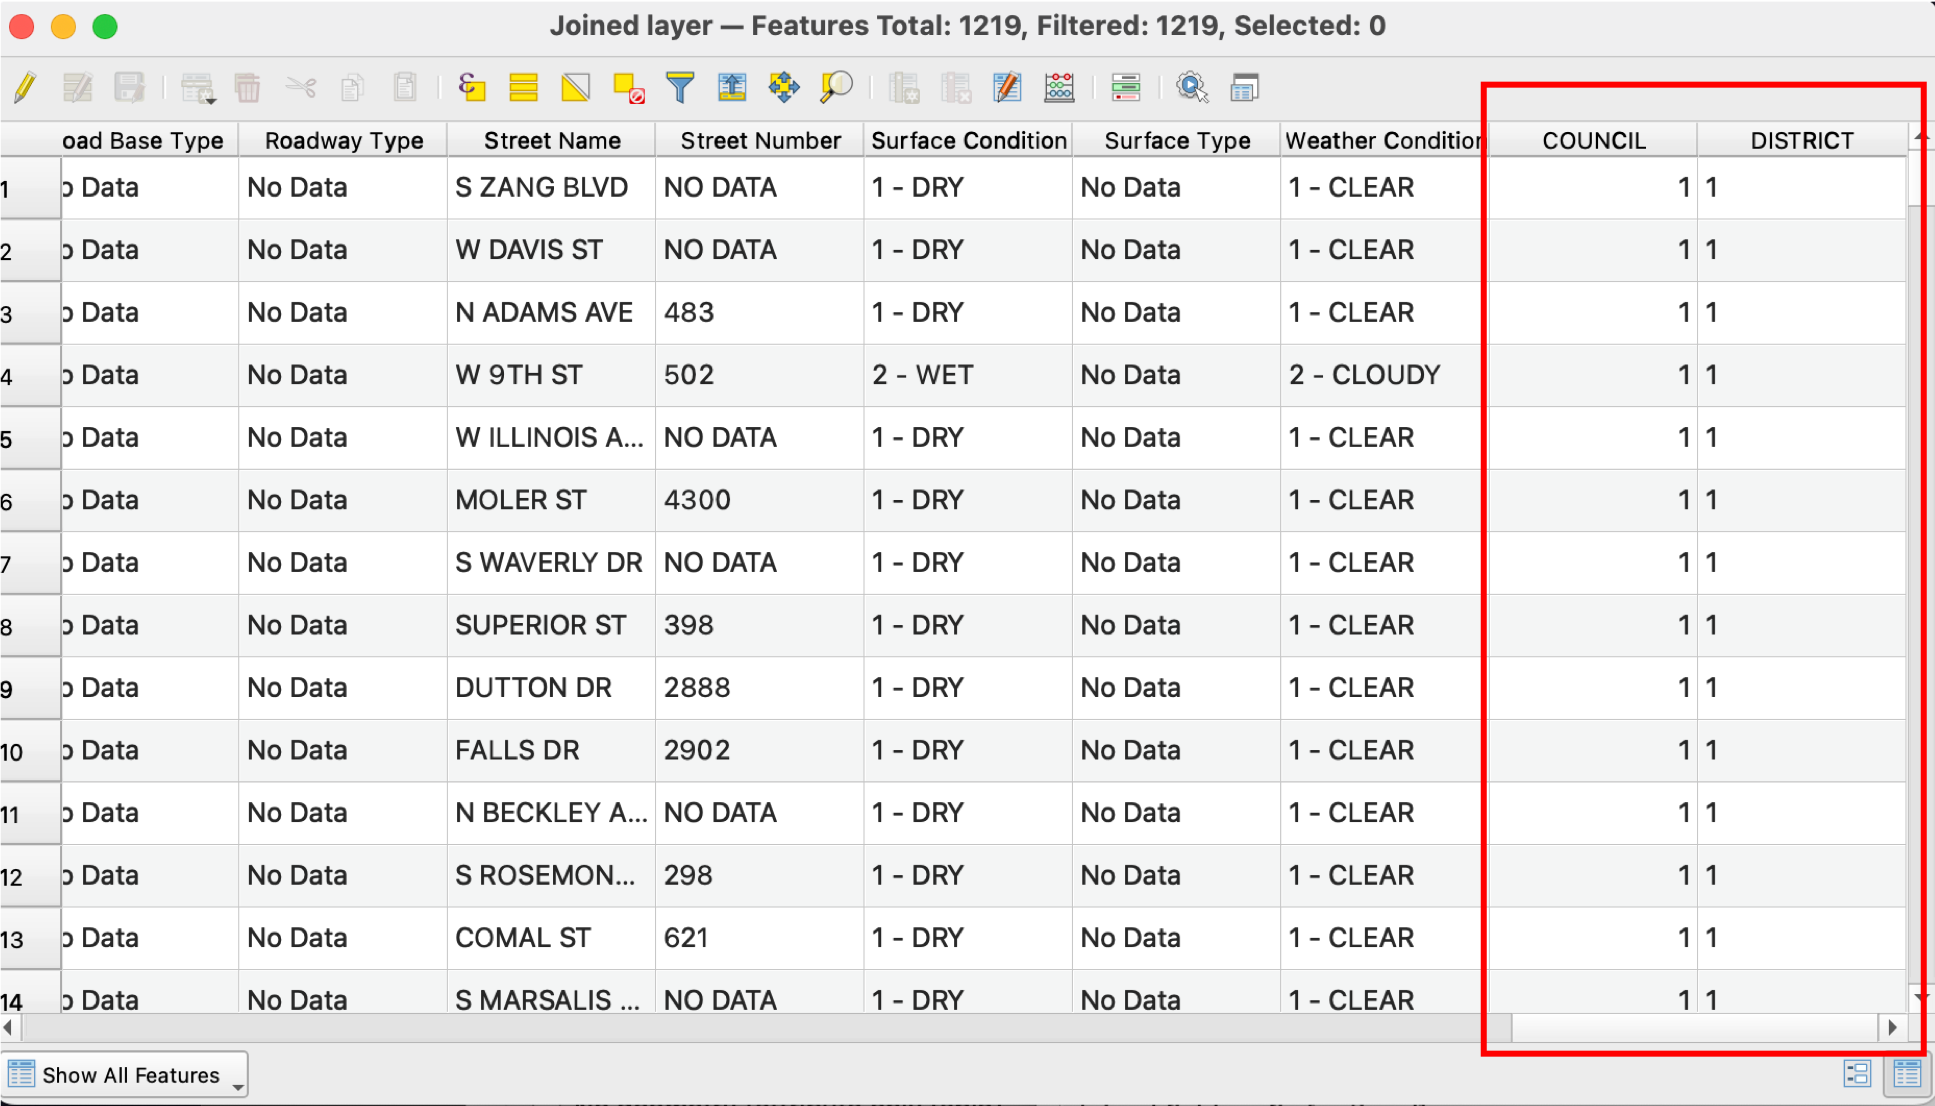 Joined layer — Features Total: 1219, Filtered: 1219, Selected: 0
oad Base Type Roadway Type Street Name Street Number Surface Condition Surface Type Weather Condition COUNCIL DISTRICT
1 o Data No Data S ZANG BLVD NO DATA 1 - DRY No Data 1 - CLEAR 1 1
2 o Data No Data W DAVIS ST NO DATA 1 - DRY No Data 1 - CLEAR 1 1
3 o Data No Data N ADAMS AVE 483 1 - DRY No Data 1 - CLEAR 1 1
4 o Data No Data W 9TH ST 502 2 - WET No Data 2 - CLOUDY 1 1
5 o Data No Data W ILLINOIS A... NO DATA 1 - DRY No Data 1 - CLEAR 1 1
6 o Data No Data MOLER ST 4300 1 - DRY No Data 1 - CLEAR 1 1
7 o Data No Data S WAVERLY DR NO DATA 1 - DRY No Data 1 - CLEAR 1 1
8 o Data No Data SUPERIOR ST 398 1 - DRY No Data 1 - CLEAR 1 1
9 o Data No Data DUTTON DR 2888 1 - DRY No Data 1 - CLEAR 1 1
10 o Data No Data FALLS DR 2902 1 - DRY No Data 1 - CLEAR 1 1
11 o Data No Data N BECKLEY A... NO DATA 1 - DRY No Data 1 - CLEAR 1 1
12 o Data No Data S ROSEMON... 298 1 - DRY No Data 1 - CLEAR 1 1
13 o Data No Data COMAL ST 621 1 - DRY No Data 1 - CLEAR 1 1
14 o Data No Data S MARSALIS ... NO DATA 1 - DRY No Data 1 - CLEAR 1 1
Show All Features